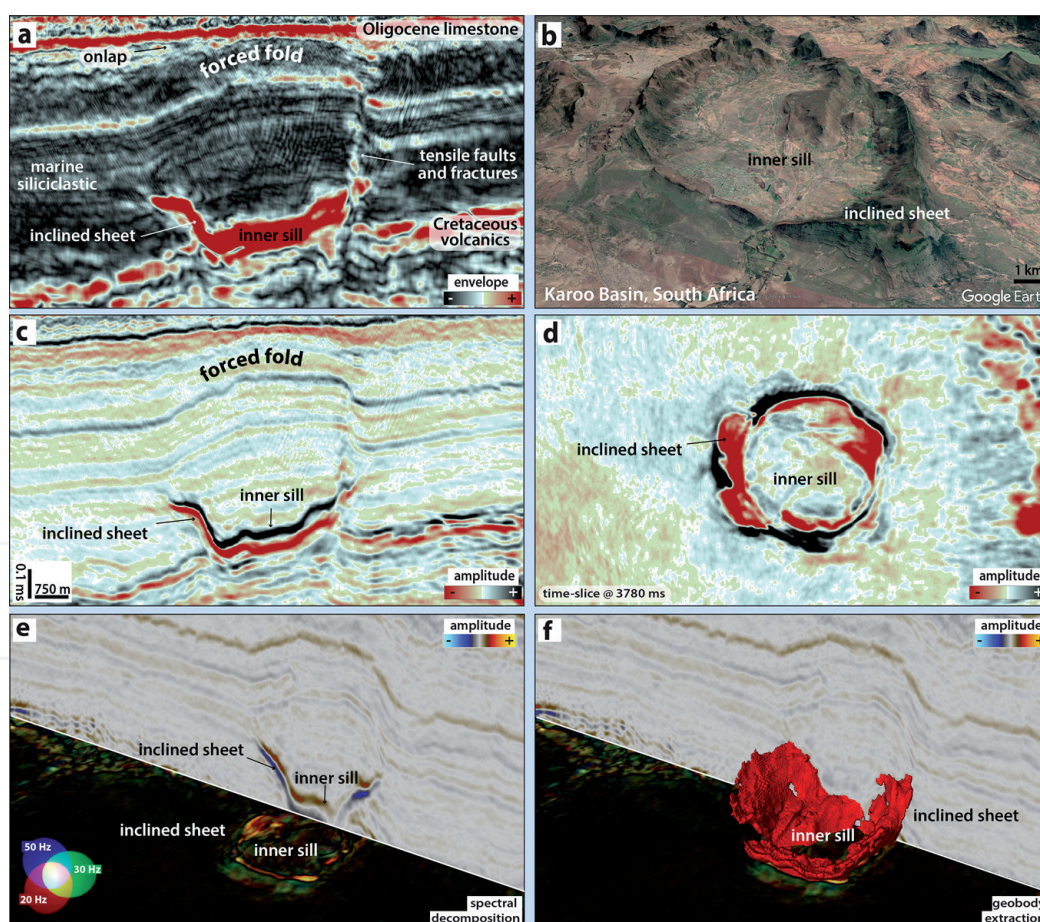 a
Oligocene limestone
onlap
forced fold
marine
siliciclastic
tensile faults
and fractures
inclined sheet
inner sill
Cretaceous
volcanics
envelope
- +
b
inner sill
inclined sheet
1 km
Karoo Basin, South Africa
Google Earth
c
forced fold
inner sill
inclined sheet
0.1 ms
750 m
amplitude
- +
d
inclined sheet
inner sill
time-slice @ 3780 ms
amplitude
- +
e
amplitude
- +
inclined sheet
inner sill
inclined sheet
inner sill
50 Hz
30 Hz
20 Hz
spectral
decomposition
f
amplitude
- +
inclined sheet
inner sill
geobody
extraction